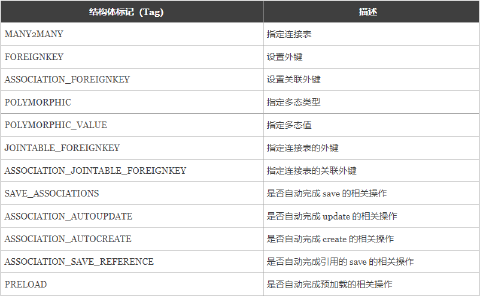 结构体标记（Tag） 描述
MANY2MANY 指定连接表
FOREIGNKEY 设置外键
ASSOCIATION_FOREIGNKEY 设置关联外键
POLYMORPHIC 指定多态类型
POLYMORPHIC_VALUE 指定多态值
JOINTABLE_FOREIGNKEY 指定连接表的外键
ASSOCIATION_JOINTABLE_FOREIGNKEY 指定连接表的关联外键
SAVE_ASSOCIATIONS 是否自动完成 save 的相关操作
ASSOCIATION_AUTOUPDATE 是否自动完成 update 的相关操作
ASSOCIATION_AUTOCREATE 是否自动完成 create 的相关操作
ASSOCIATION_SAVE_REFERENCE 是否自动完成引用的 save 的相关操作
PRELOAD 是否自动完成预加载的相关操作